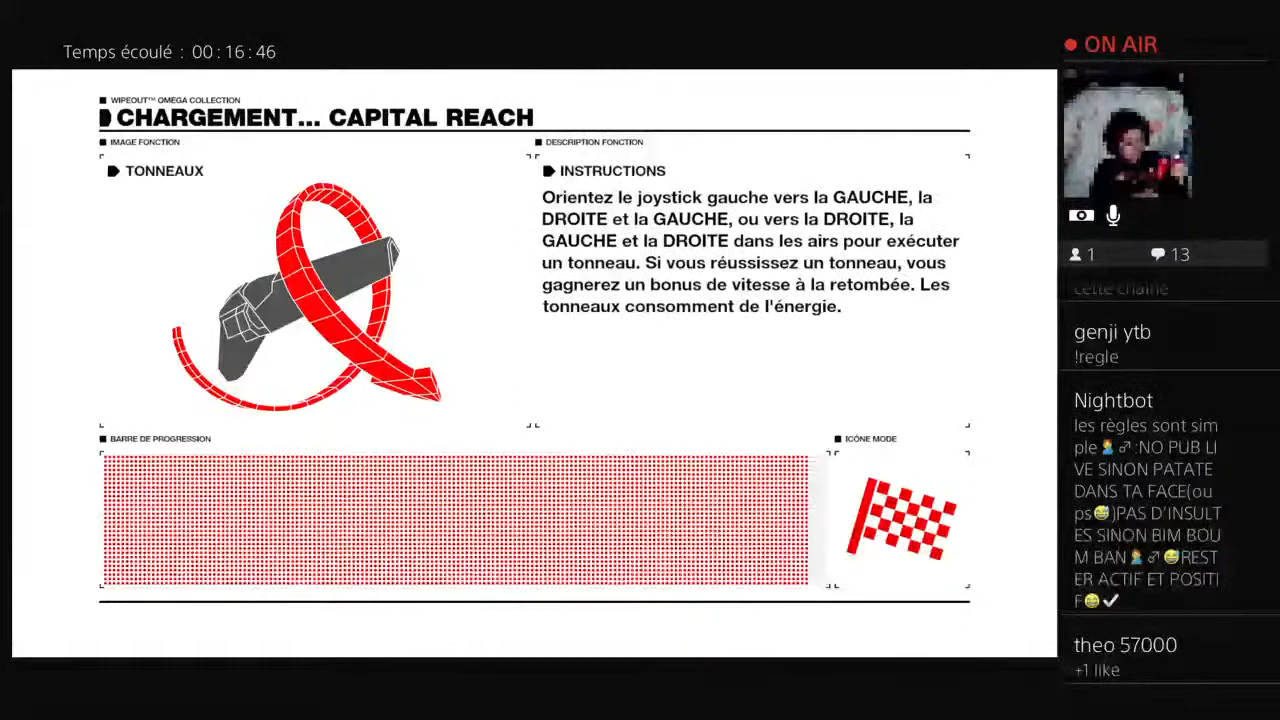 Temps écoulé : 00:16:46
WIPEOUT™ OMEGA COLLECTION
CHARGEMENT... CAPITAL REACH
IMAGE FONCTION
TONNEAUX
DESCRIPTION FONCTION
INSTRUCTIONS
Orientez le joystick gauche vers la GAUCHE, la
DROITE et la GAUCHE, ou vers la DROITE, la
GAUCHE et la DROITE dans les airs pour exécuter
un tonneau. Si vous réussissez un tonneau, vous
gagnerez un bonus de vitesse à la retombée. Les
tonneaux consomment de l'énergie.
BARRE DE PROGRESSION
ICÔNE MODE
ON AIR
1 13
cette chaîne
genji ytb
!regle
Nightbot
les règles sont sim
ple🤦♂:NO PUB LI
VE SINON PATATE
DANS TA FACE(ou
ps😅)PAS D'INSULT
ES SINON BIM BOU
M BAN🤦♂😅REST
ER ACTIF ET POSITI
F😄✔
theo 57000
+1 like